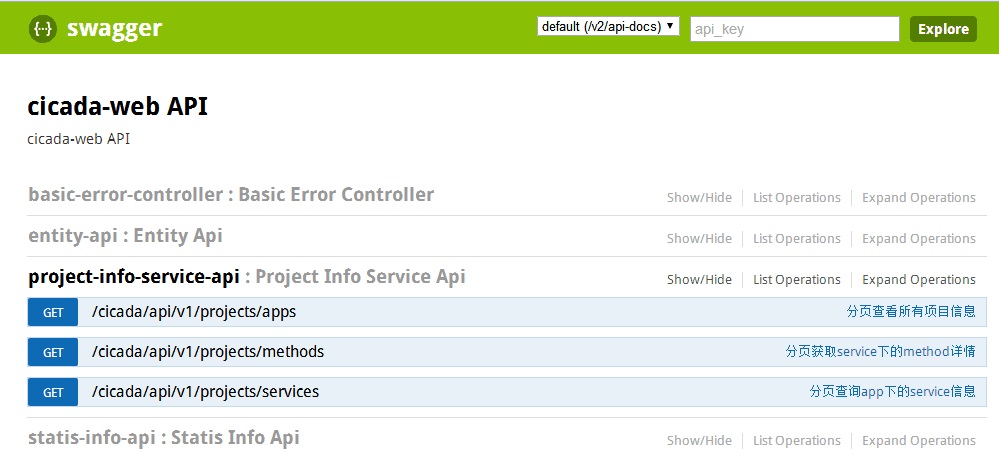 {··} swagger default (/v2/api-docs) api_key Explore
cicada-web API
cicada-web API
basic-error-controller : Basic Error Controller Show/Hide List Operations Expand Operations
entity-api : Entity Api Show/Hide List Operations Expand Operations
project-info-service-api : Project Info Service Api Show/Hide List Operations Expand Operations
GET /cicada/api/v1/projects/apps 分页查看所有项目信息
GET /cicada/api/v1/projects/methods 分页获取service下的method详情
GET /cicada/api/v1/projects/services 分页查询app下的service信息
statis-info-api : Statis Info Api Show/Hide List Operations Expand Operations